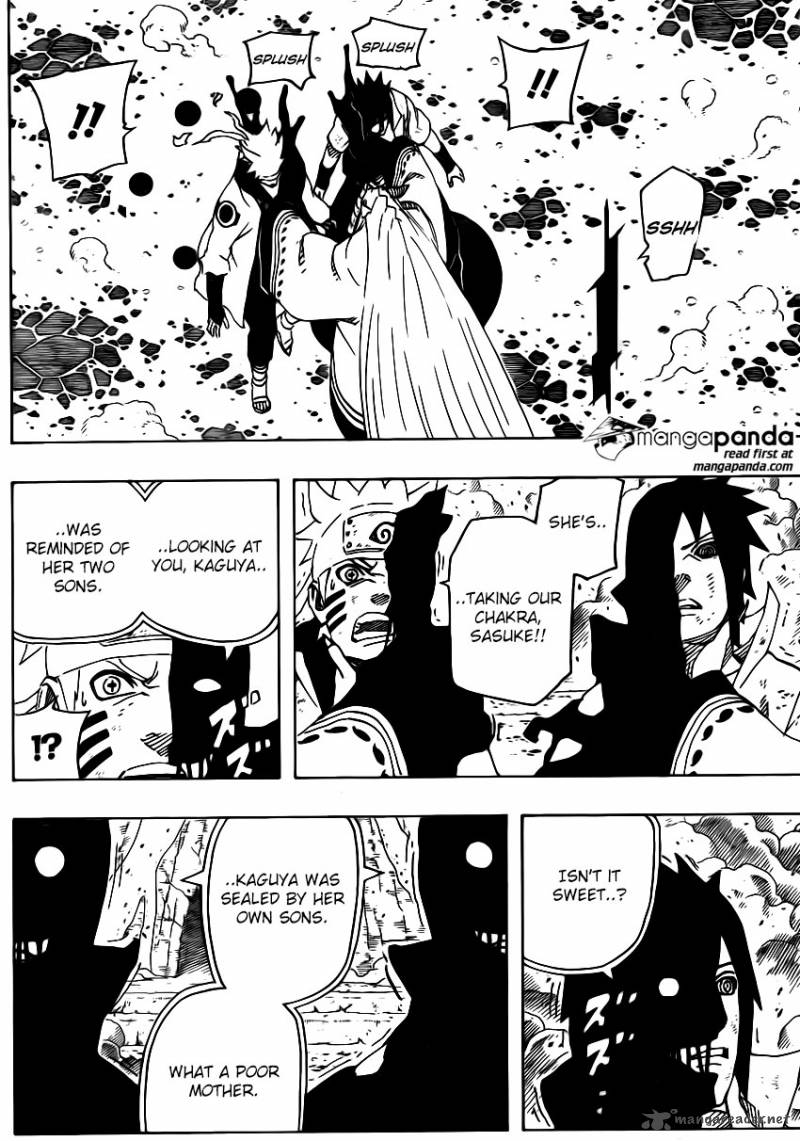 !!
SPLUSH
SPLUSH
!!
SSHH
mangapanda
read first at
mangapanda.com
SHE'S..
..TAKING OUR
CHAKRA,
SASUKE!!
..LOOKING AT
YOU, KAGUYA..
..WAS
REMINDED OF
HER TWO
SONS.
!?
ズズ
ISN'T IT
SWEET..?
ズズ
..KAGUYA WAS
SEALED BY HER
OWN SONS.
WHAT A POOR
MOTHER.
mangareader.net